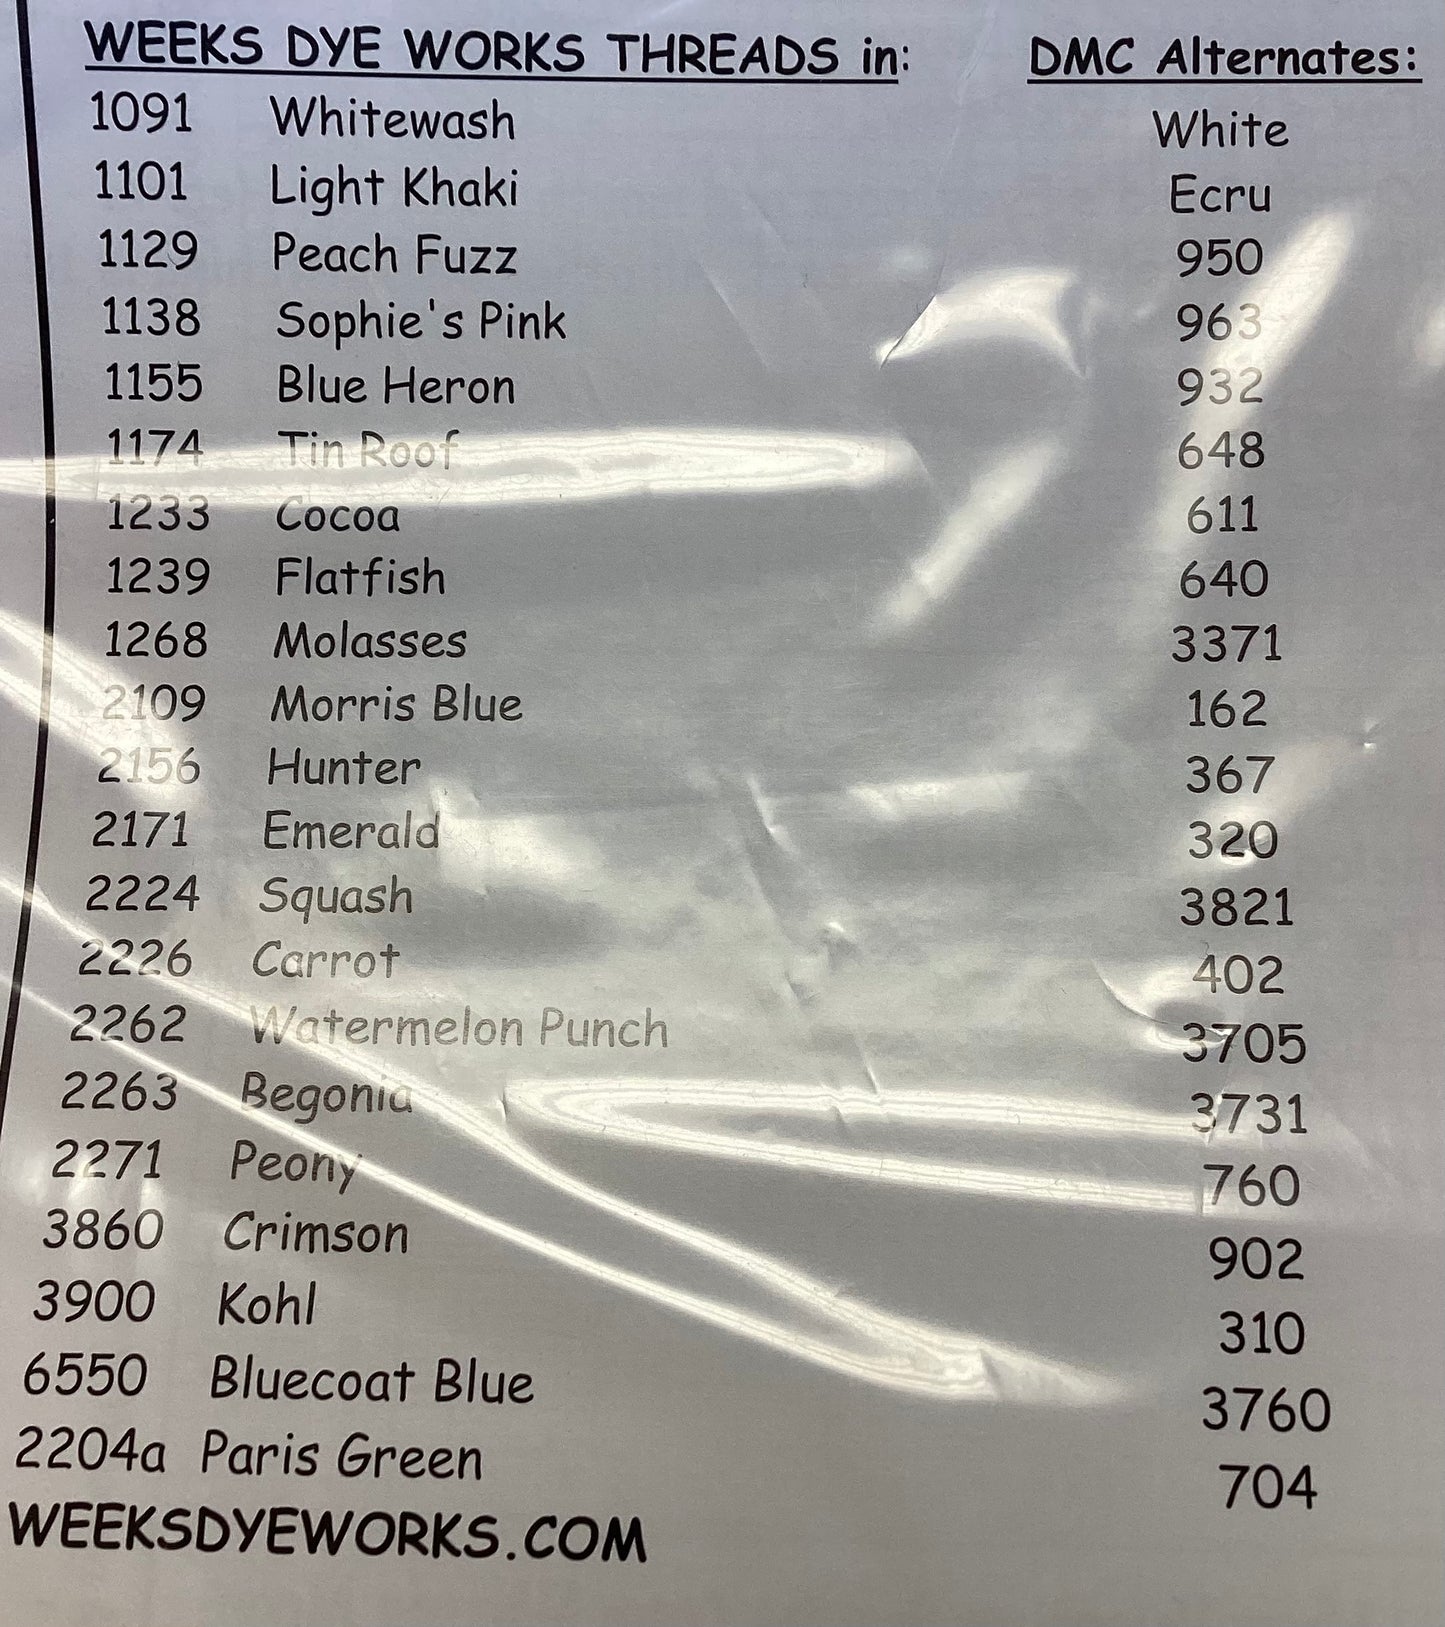 WEEKS DYE WORKS THREADS in: DMC Alternates:
1091 Whitewash White
1101 Light Khaki Ecru
1129 Peach Fuzz 950
1138 Sophie's Pink 963
1155 Blue Heron 932
1174 Tin Roof 648
1233 Cocoa 611
1239 Flatfish 640
1268 Molasses 3371
2109 Morris Blue 162
2156 Hunter 367
2171 Emerald 320
2224 Squash 3821
2226 Carrot 402
2262 Watermelon Punch 3705
2263 Begonia 3731
2271 Peony 760
3860 Crimson 902
3900 Kohl 310
6550 Bluecoat Blue 3760
2204a Paris Green 704
WEEKSDYEWORKS.COM